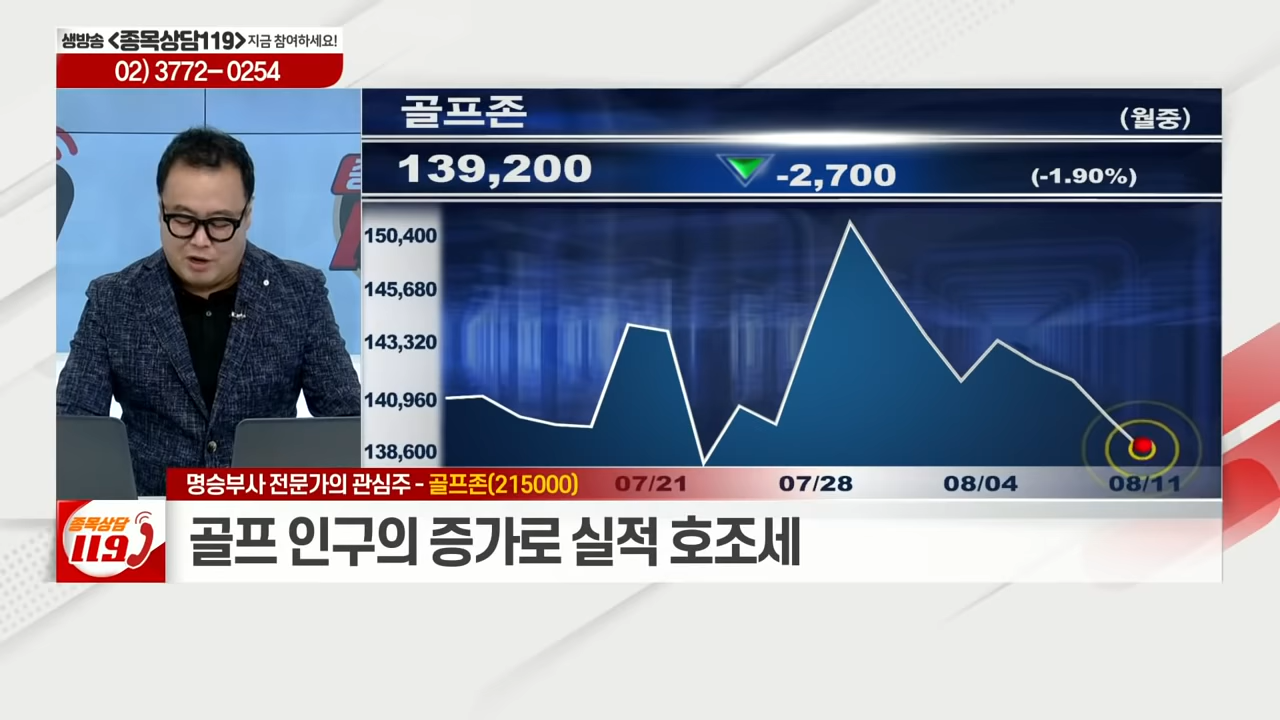 생방송 <종목상담119> 지금 참여하세요!
02) 3772-0254
골프존
(월중)
139,200
-2,700
(-1.90%)
150,400
145,680
143,320
140,960
138,600
07/21
07/28
08/04
08/11
명승부사 전문가의 관심주 - 골프존(215000)
종목상담
119
골프 인구의 증가로 실적 호조세